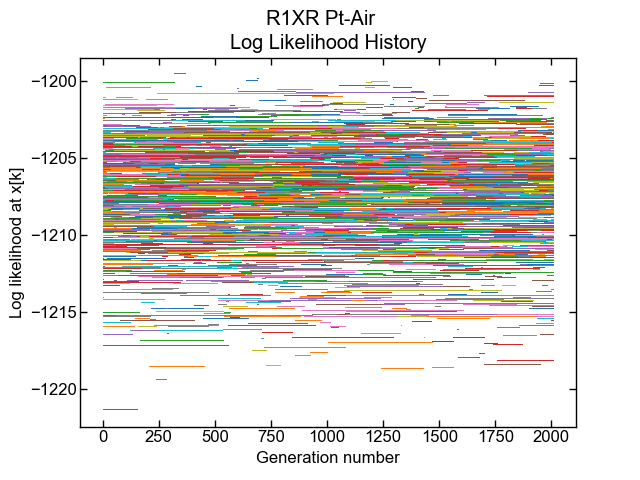 R1XR Pt-Air
Log Likelihood History
Log likelihood at x[k]
−1200
−1205
−1210
−1215
−1220
0 250 500 750 1000 1250 1500 1750 2000
Generation number